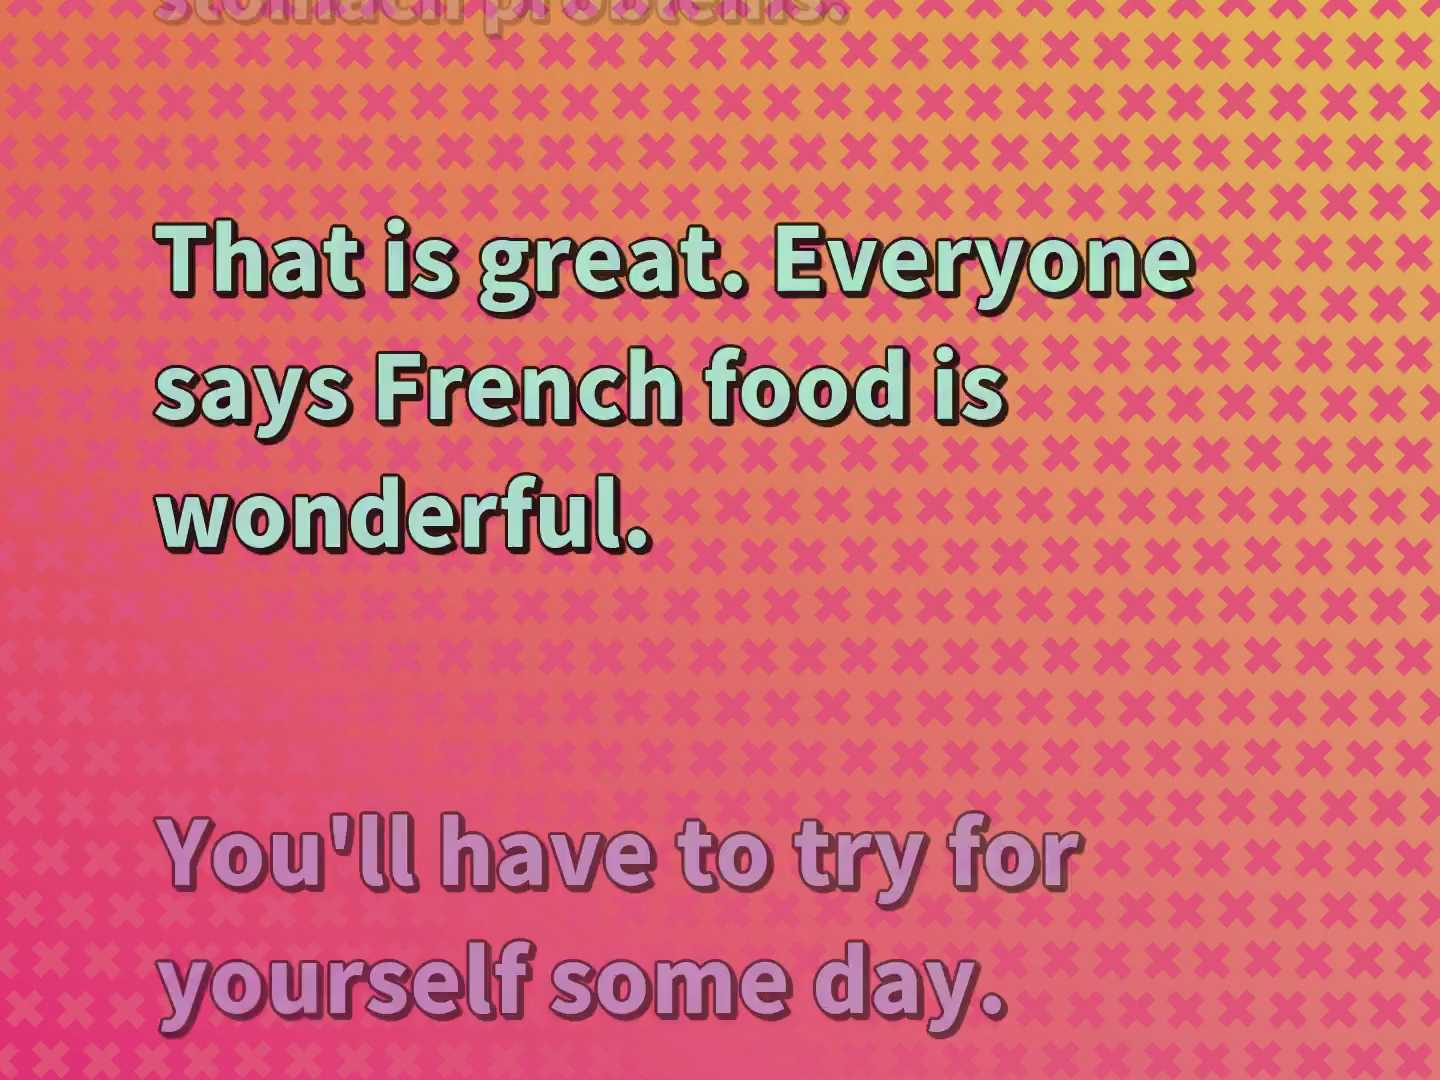 stomach problems.
That is great. Everyone
says French food is
wonderful.
You'll have to try for
yourself some day.